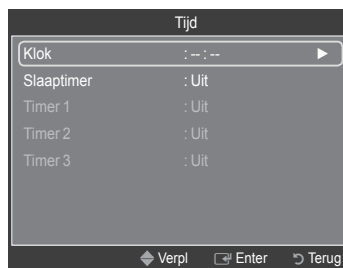 Tijd
Klok : -- : -- ►
Slaaptimer : Uit
Timer 1 : Uit
Timer 2 : Uit
Timer 3 : Uit
Verpl Enter Terug